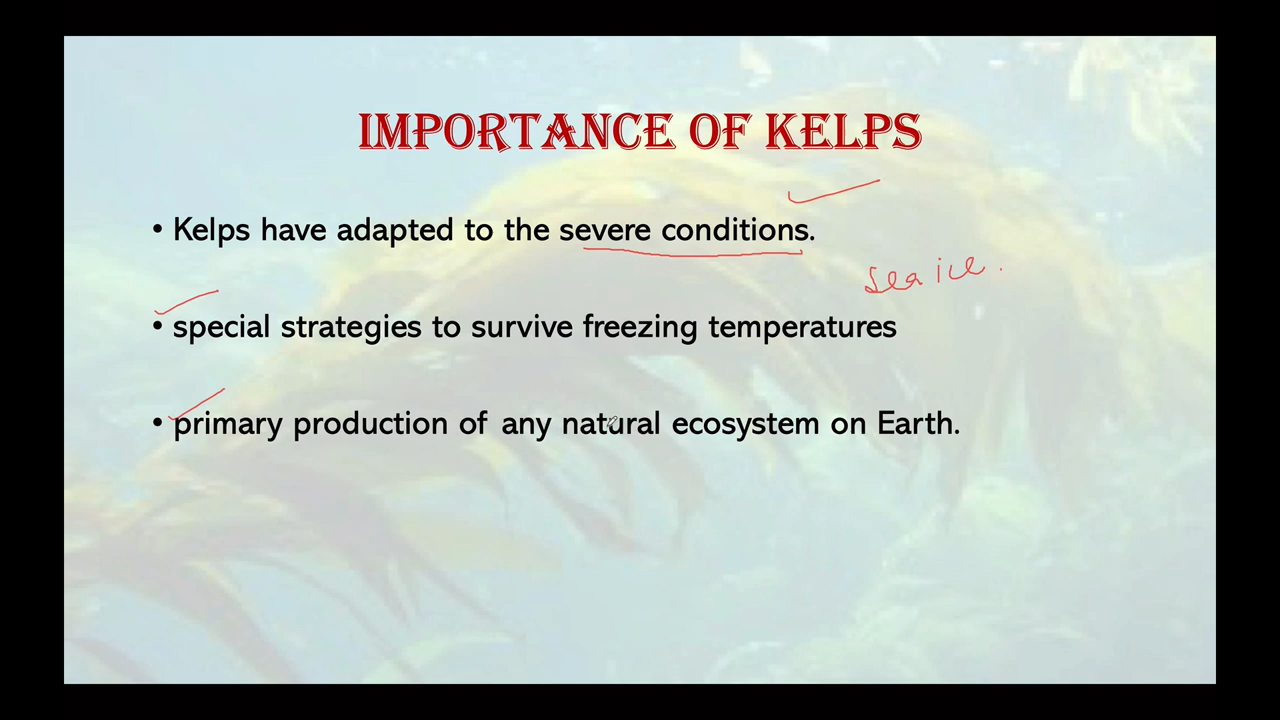 IMPORTANCE OF KELPS
• Kelps have adapted to the severe conditions.
sea ice.
• special strategies to survive freezing temperatures
• primary production of any natural ecosystem on Earth.